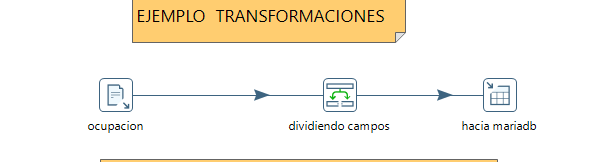 EJEMPLO TRANSFORMACIONES
ocupacion
dividiendo campos
hacia mariadb